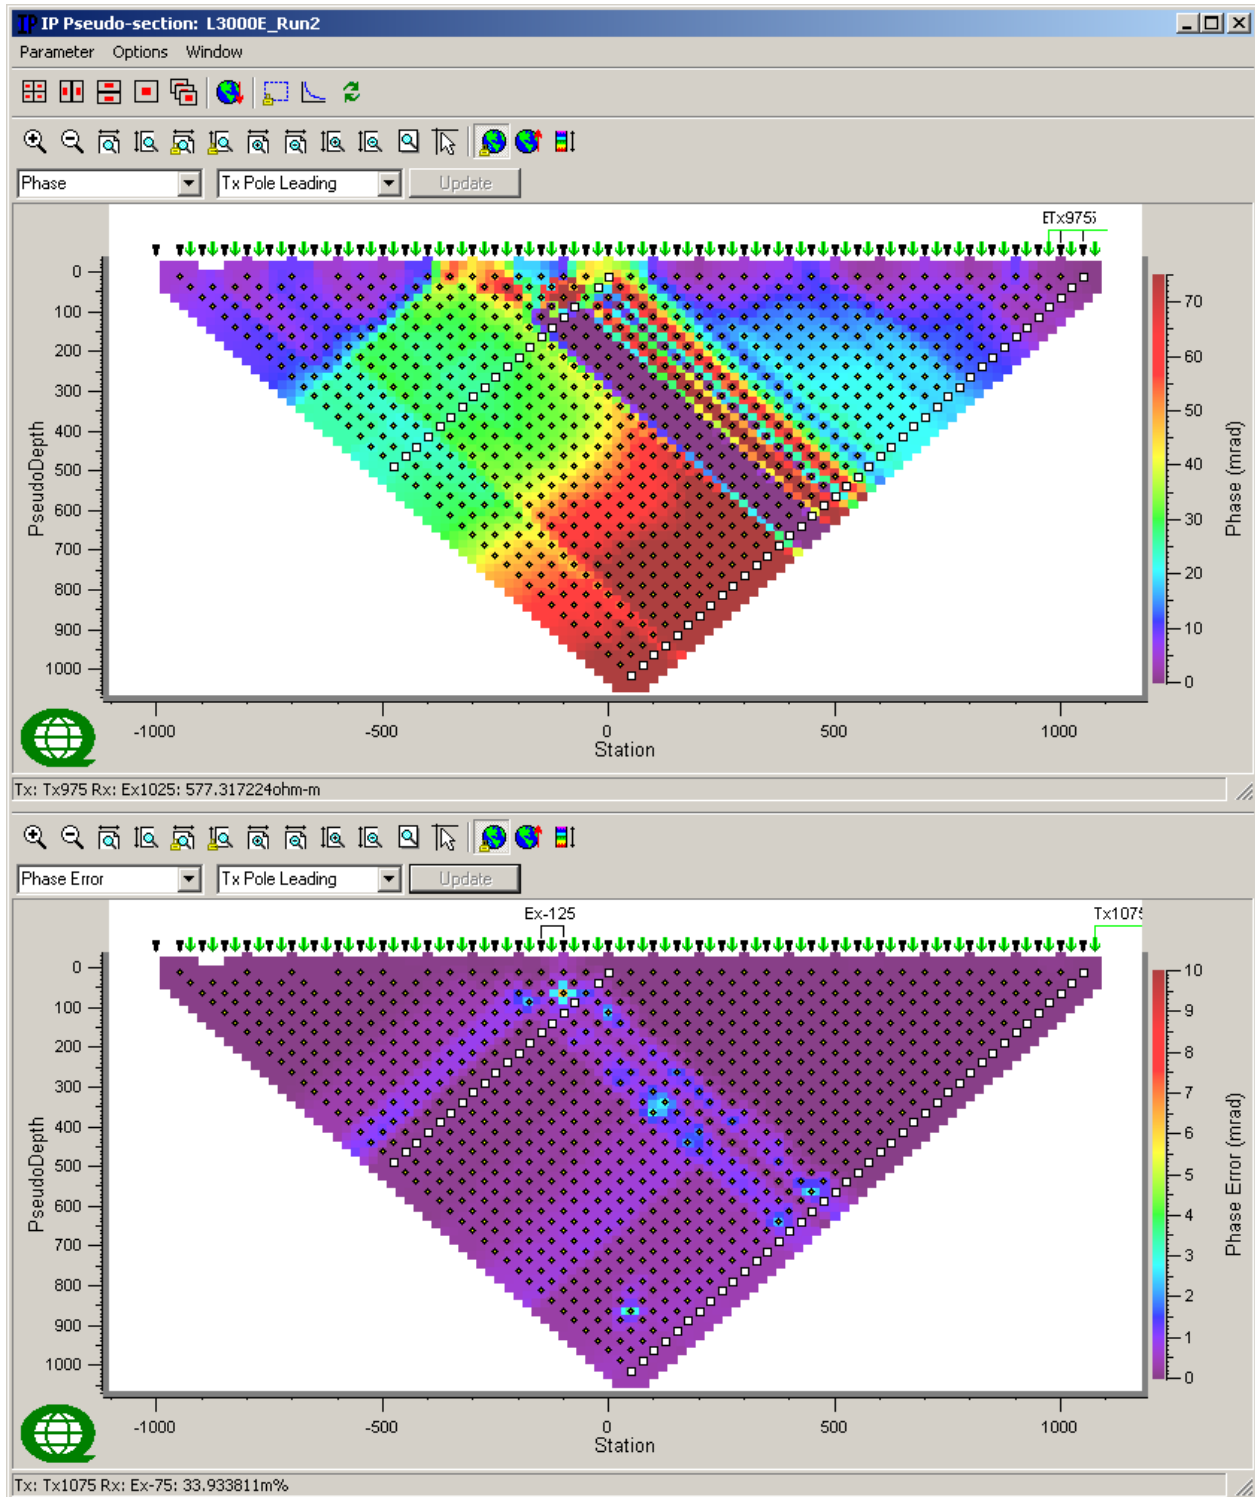 IP IP Pseudo-section: L3000E_Run2
Parameter Options Window
Phase Tx Pole Leading Update
Tx975
0
100
200
300
400
500
600
700
800
900
1000
PseudoDepth
-1000 -500 0 500 1000
Station
70
60
50
40
30
20
10
0
Phase (mrad)
Tx: Tx975 Rx: Ex1025: 577.317224ohm-m
Phase Error Tx Pole Leading Update
Ex-125 Tx1075
0
100
200
300
400
500
600
700
800
900
1000
PseudoDepth
-1000 -500 0 500 1000
Station
10
9
8
7
6
5
4
3
2
1
0
Phase Error (mrad)
Tx: Tx1075 Rx: Ex-75: 33.933811m%